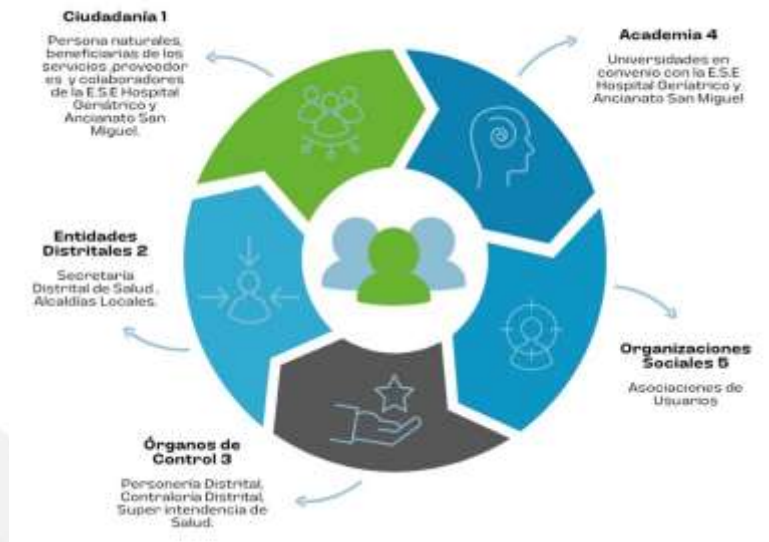 Ciudadanía 1
Persona naturales,
beneficiarias de los
servicios ,proveedor
es y colaboradores
de la E.S.E Hospital
Geriátrico y
Ancianato San
Miguel.
Entidades
Distritales 2
Secretaría
Distrital de Salud ,
Alcaldías Locales.
Órganos de
Control 3
Personería Distrital,
Contraloría Distrital,
Super intendencia de
Salud.
Academia 4
Universidades en
convenio con la E.S.E
Hospital Geriátrico y
Ancianato San Miguel
Organizaciones
Sociales 5
Asociaciones de
Usuarios